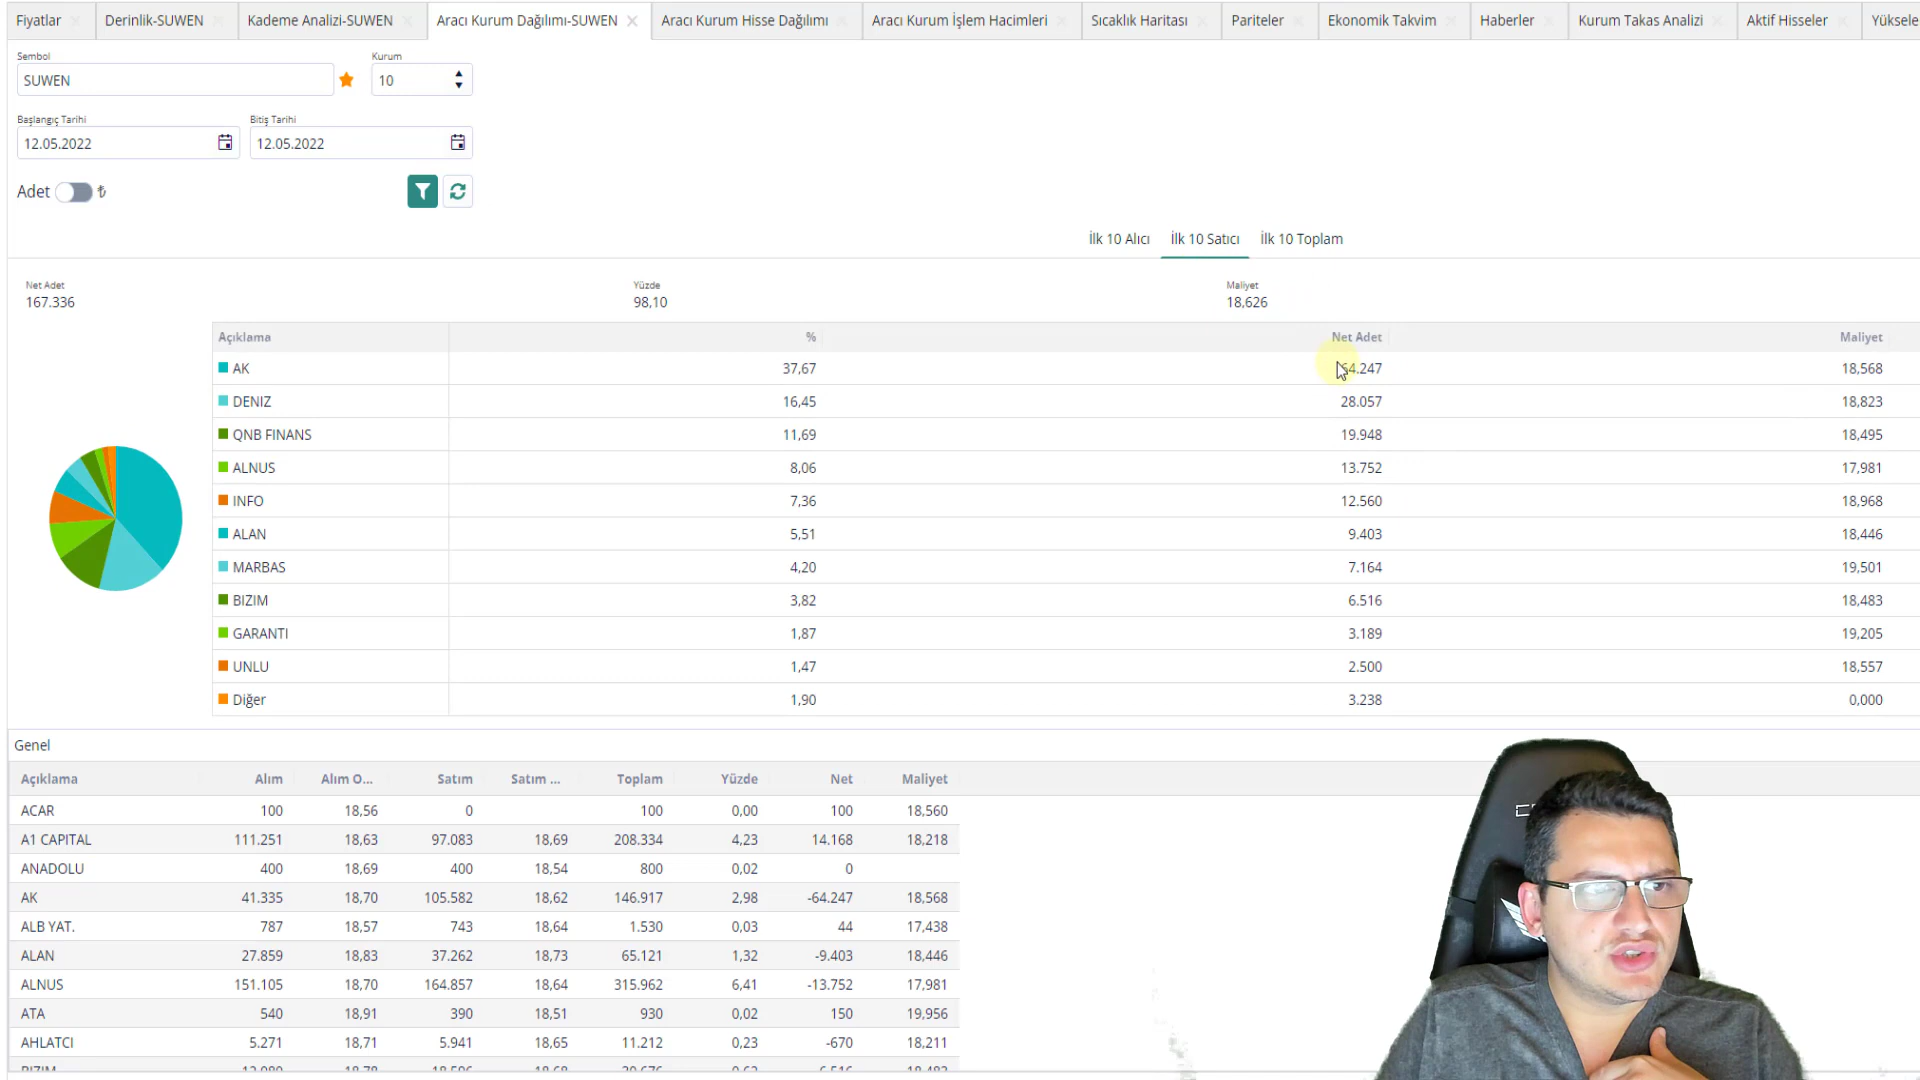 Fiyatlar Derinlik-SUWEN Kademe Analizi-SUWEN Aracı Kurum Dağılımı-SUWEN Aracı Kurum Hisse Dağılımı Aracı Kurum İşlem Hacimleri Sıcaklık Haritası Pariteler Ekonomik Takvim Haberler Kurum Takas Analizi Aktif Hisseler Yüksele
Sembol Kurum
SUWEN 10
Başlangıç Tarihi Bitiş Tarihi
12.05.2022 12.05.2022
Adet ₺
İlk 10 Alıcı İlk 10 Satıcı İlk 10 Toplam
Net Adet Yüzde Maliyet
167.336 98,10 18,626
Açıklama % Net Adet Maliyet
AK 37,67 64.247 18,568
DENIZ 16,45 28.057 18,823
QNB FINANS 11,69 19.948 18,495
ALNUS 8,06 13.752 17,981
INFO 7,36 12.560 18,968
ALAN 5,51 9.403 18,446
MARBAS 4,20 7.164 19,501
BIZIM 3,82 6.516 18,483
GARANTI 1,87 3.189 19,205
UNLU 1,47 2.500 18,557
Diğer 1,90 3.238 0,000
Genel
Açıklama Alım Alım O... Satım Satım ... Toplam Yüzde Net Maliyet
ACAR 100 18,56 0 100 0,00 100 18,560
A1 CAPITAL 111.251 18,63 97.083 18,69 208.334 4,23 14.168 18,218
ANADOLU 400 18,69 400 18,54 800 0,02 0
AK 41.335 18,70 105.582 18,62 146.917 2,98 -64.247 18,568
ALB YAT. 787 18,57 743 18,64 1.530 0,03 44 17,438
ALAN 27.859 18,83 37.262 18,73 65.121 1,32 -9.403 18,446
ALNUS 151.105 18,70 164.857 18,64 315.962 6,41 -13.752 17,981
ATA 540 18,91 390 18,51 930 0,02 150 19,956
AHLATCI 5.271 18,71 5.941 18,65 11.212 0,23 -670 18,211